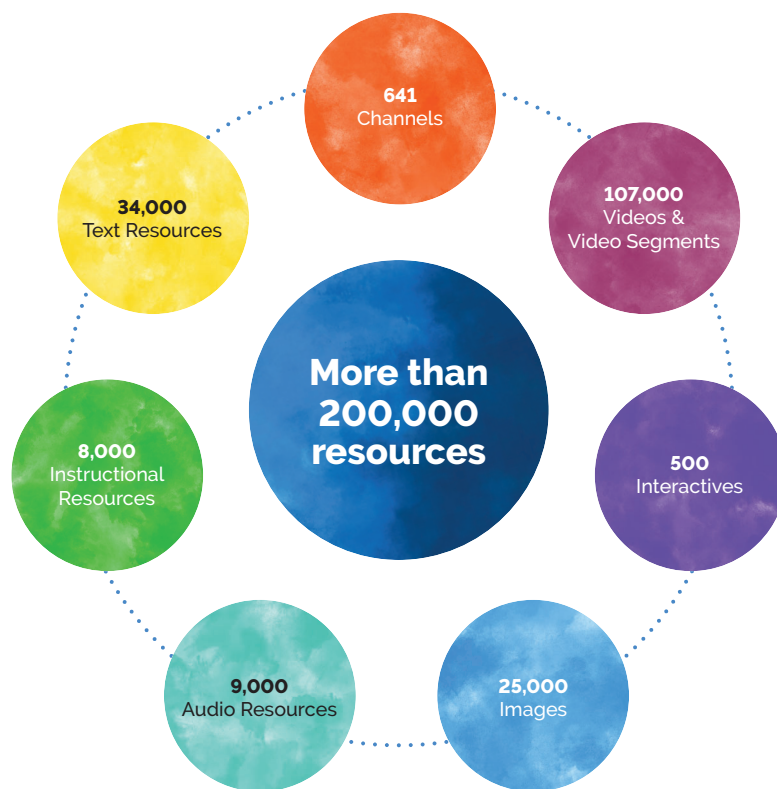 641
Channels
107,000
Videos &
Video Segments
500
Interactives
25,000
Images
9,000
Audio Resources
8,000
Instructional
Resources
34,000
Text Resources
More than
200,000
resources